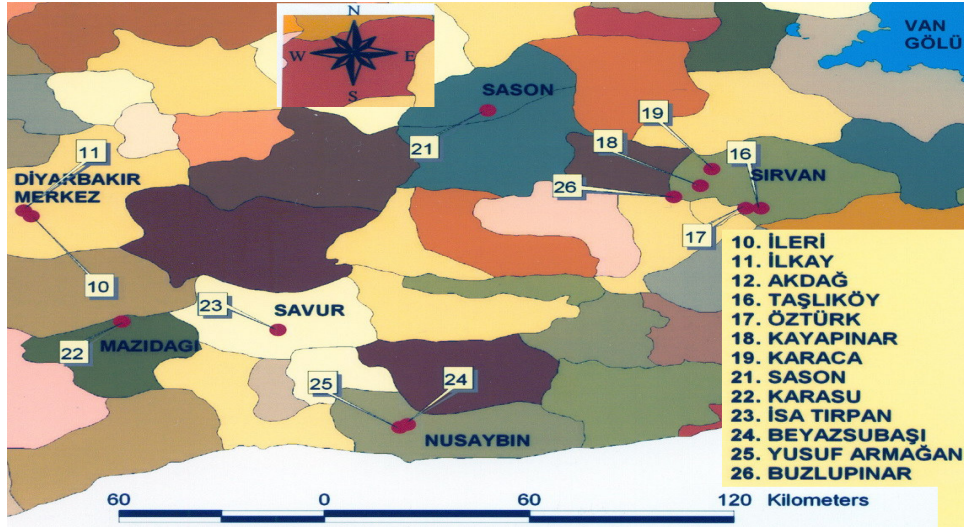 N
W E
S
VAN
GÖLÜ
SASON
19
21
18
16
11
SIRVAN
DİYARBAKIR
MERKEZ
26
17
10
23
SAVUR
MAZIDAGI
22
25
24
NUSAYBIN
10. İLERİ
11. İLKAY
12. AKDAĞ
16. TAŞLIKÖY
17. ÖZTÜRK
18. KAYAPINAR
19. KARACA
21. SASON
22. KARASU
23. İSA TIRPAN
24. BEYAZSUBAŞI
25. YUSUF ARMAĞAN
26. BUZLUPINAR
60 0 60 120 Kilometers